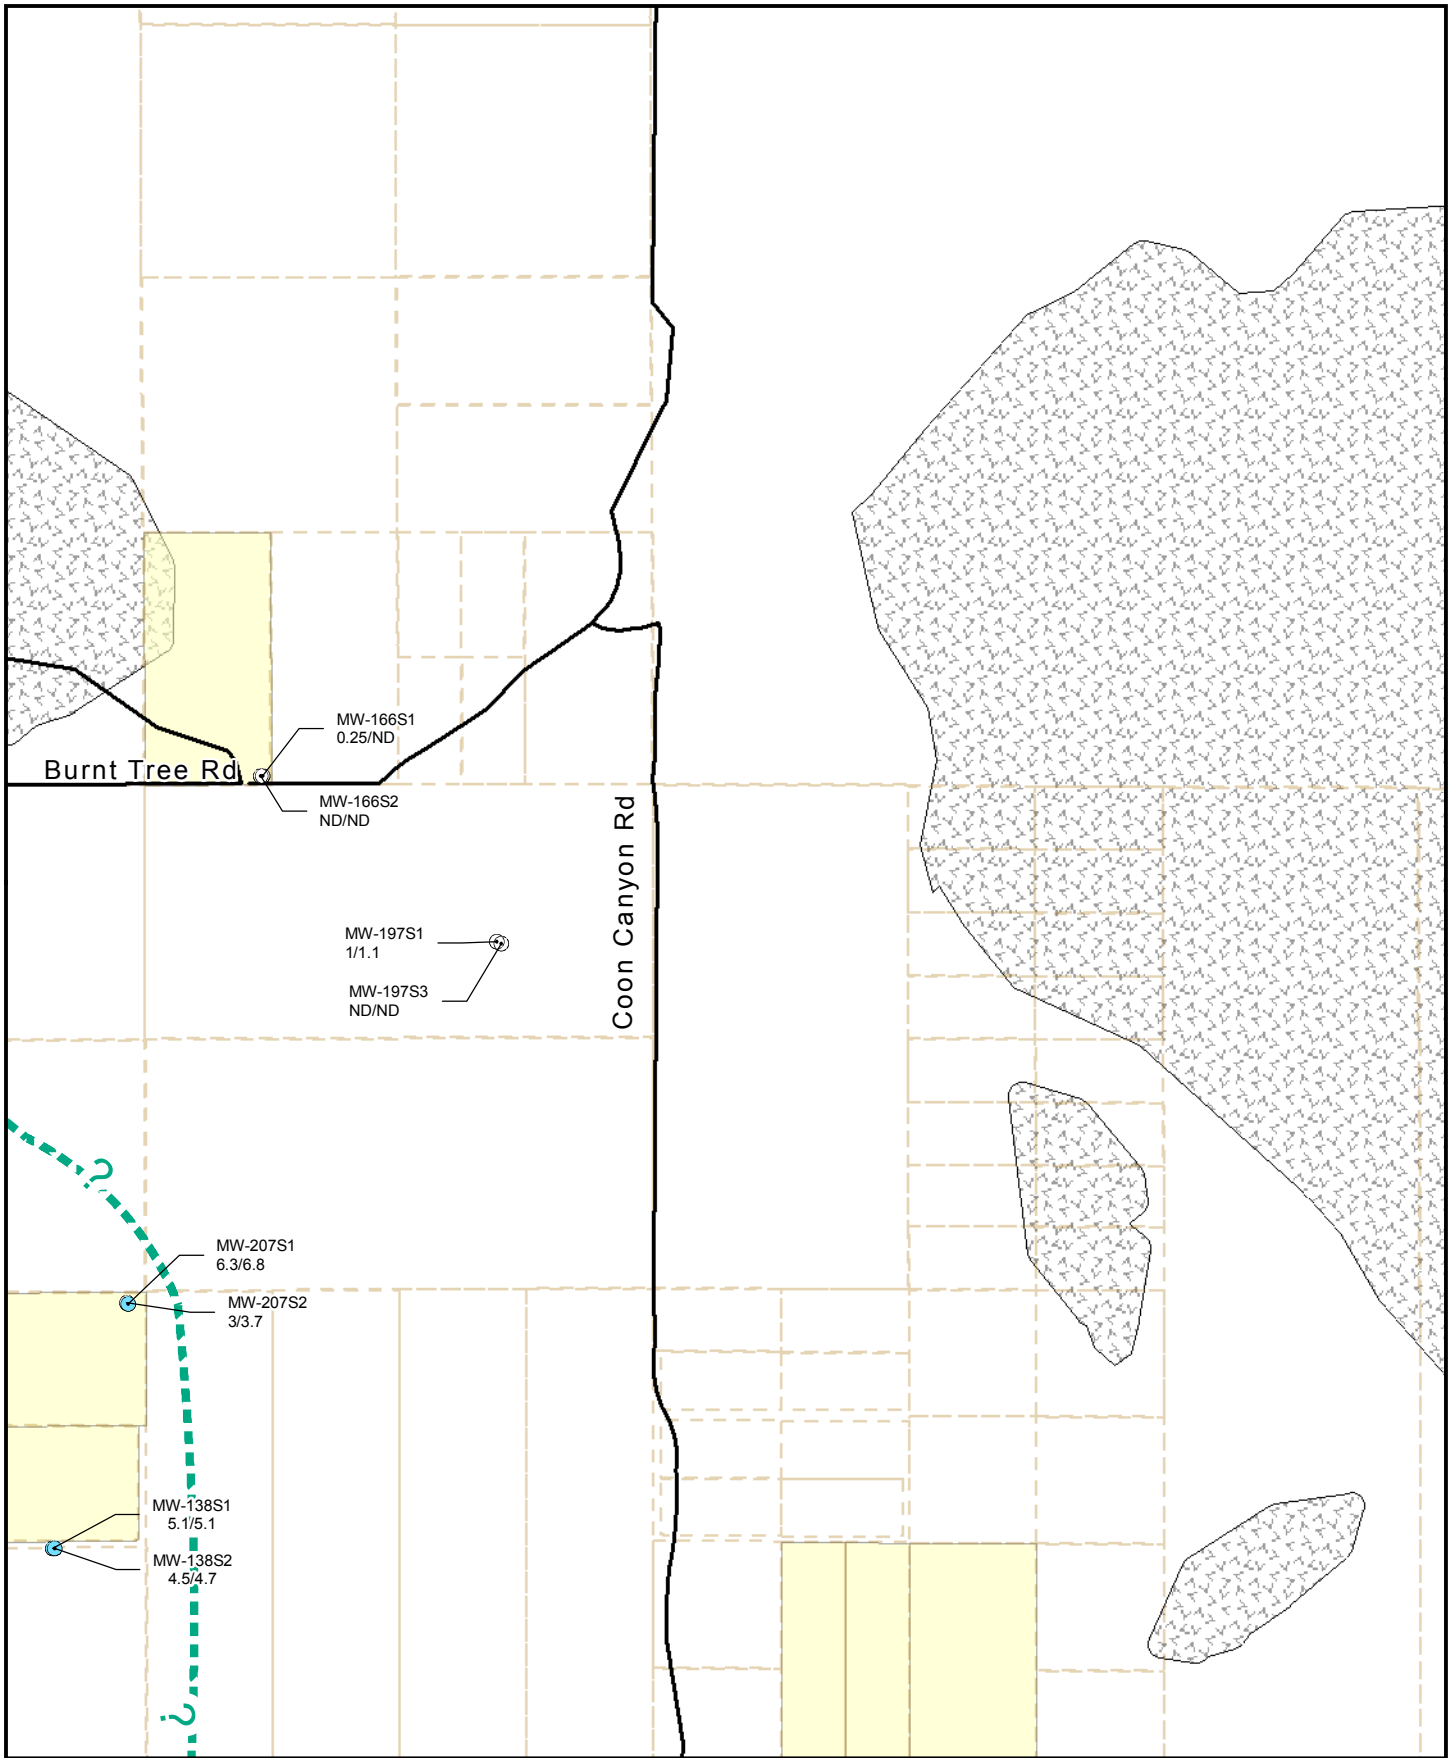 MW-166S1
0.25/ND
Burnt Tree Rd
MW-166S2
ND/ND
Coon Canyon Rd
MW-197S1
1/1.1
MW-197S3
ND/ND
?
MW-207S1
6.3/6.8
MW-207S2
3/3.7
MW-138S1
5.1/5.1
MW-138S2
4.5/4.7
?